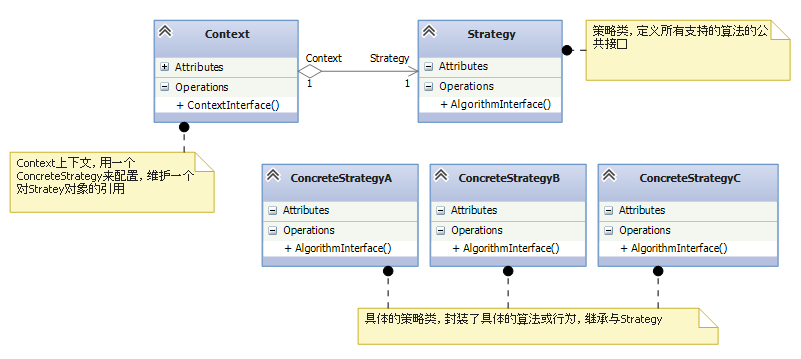 Context
Attributes
Operations
+ ContextInterface()
Context
1
Strategy
1
Strategy
Attributes
Operations
+ AlgorithmInterface()
策略类, 定义所有支持的算法的公
共接口
Context上下文, 用一个
ConcreteStrategy来配置, 维护一个
对Stratey对象的引用
ConcreteStrategyA
Attributes
Operations
+ AlgorithmInterface()
ConcreteStrategyB
Attributes
Operations
+ AlgorithmInterface()
ConcreteStrategyC
Attributes
Operations
+ AlgorithmInterface()
具体的策略类, 封装了具体的算法或行为, 继承与Strategy